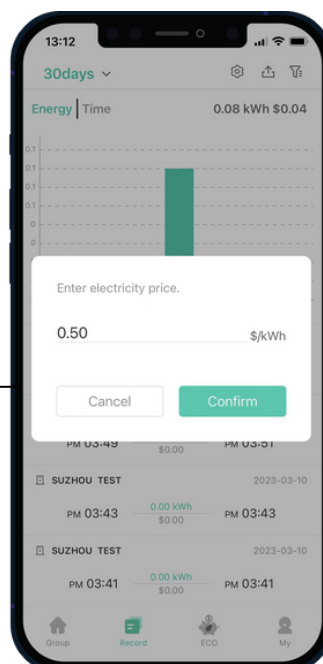 13:12
30days
Energy Time
0.08 kWh $0.04
0.1
0.1
0.1
0.1
0
0
Enter electricity price.
0.50 $/kWh
Cancel Confirm
PM 03:49 $0.00 PM 03:51
SUZHOU TEST 2023-03-10
PM 03:43 0.00 kWh $0.00 PM 03:43
SUZHOU TEST 2023-03-10
PM 03:41 0.00 kWh $0.00 PM 03:41
Group Record ECO My